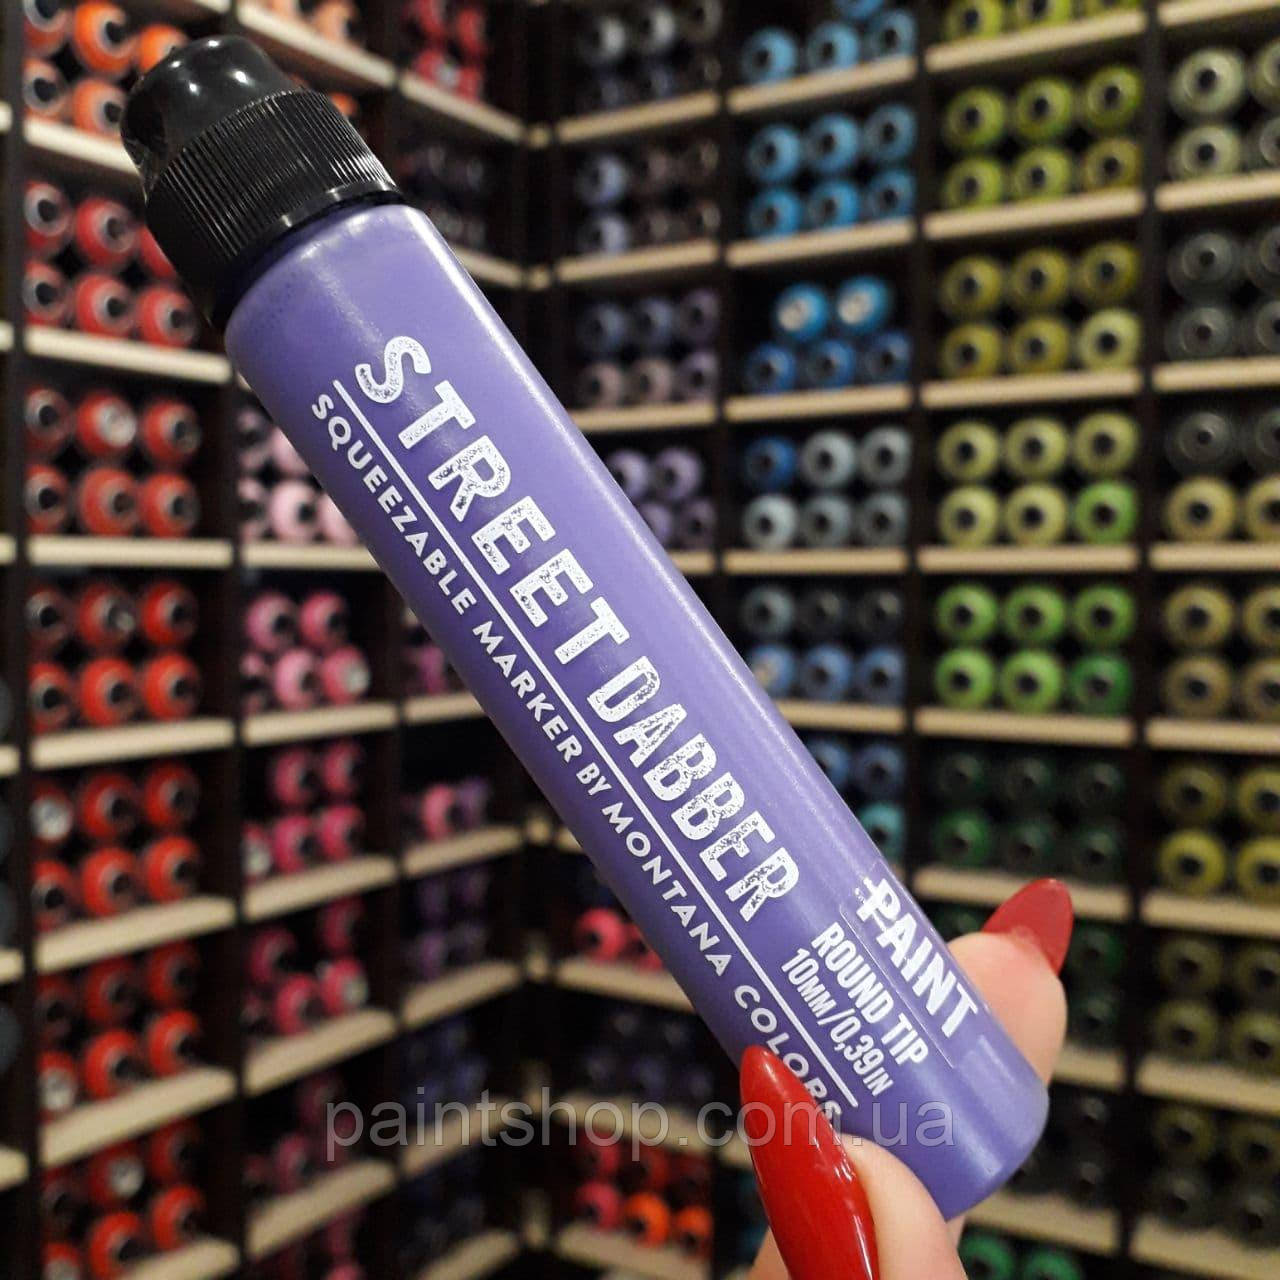 STREET DABBER
SQUEEZABLE MARKER BY MONTANA COLORS
PAINT
ROUND TIP
10MM/0,39IN
paintshop.com.ua